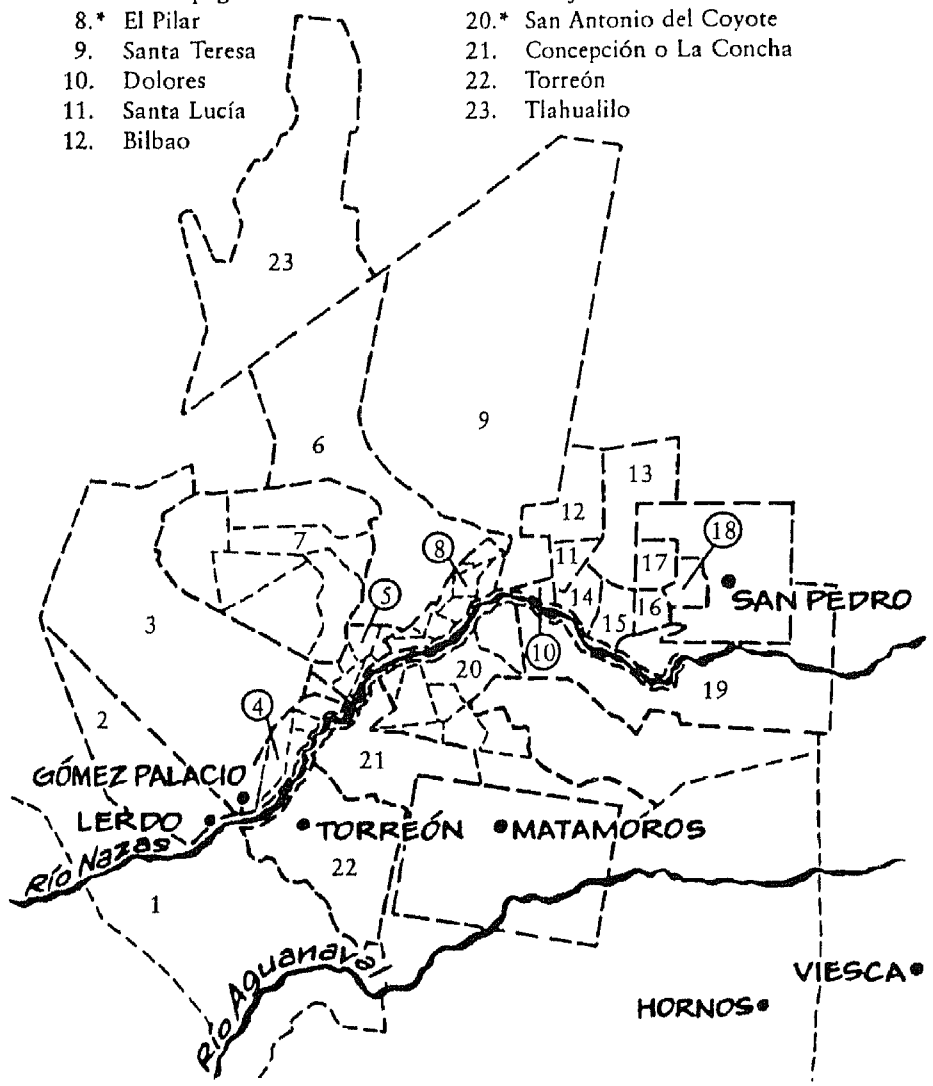 8.* El Pilar
9. Santa Teresa
10. Dolores
11. Santa Lucía
12. Bilbao
20.* San Antonio del Coyote
21. Concepción o La Concha
22. Torreón
23. Tlahualilo
23
9
6
13
12
18
7
8
11
17
5
14
16
SAN PEDRO
3
15
20
10
19
4
2
21
GÓMEZ PALACIO
LERDO
TORREÓN
MATAMOROS
Río Nazas
22
1
Río Aguanaval
VIESCA
HORNOS